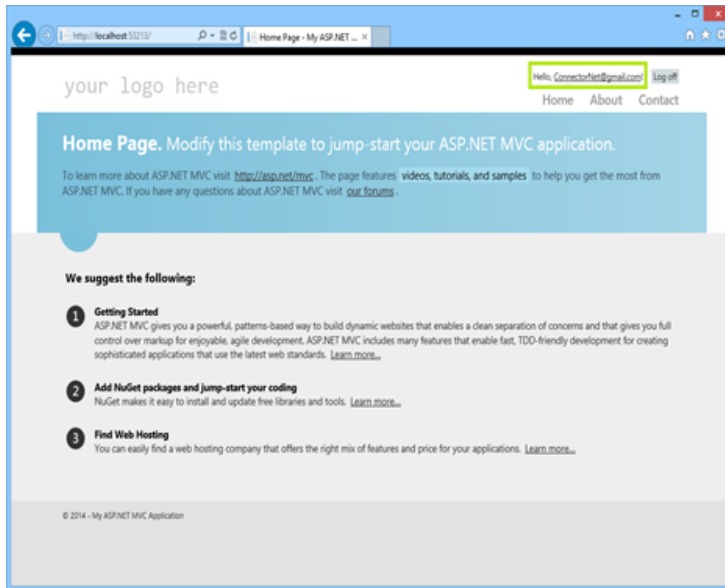 http://localhost:53213/
Home Page - My ASP.NET ...
Hello, ConnectorNet@gmail.com!
Log off
your logo here
Home About Contact
Home Page. Modify this template to jump-start your ASP.NET MVC application.
To learn more about ASP.NET MVC visit http://asp.net/mvc. The page features videos, tutorials, and samples to help you get the most from
ASP.NET MVC. If you have any questions about ASP.NET MVC visit our forums.
We suggest the following:
1 Getting Started
ASP.NET MVC gives you a powerful, patterns-based way to build dynamic websites that enables a clean separation of concerns and that gives you full
control over markup for enjoyable, agile development. ASP.NET MVC includes many features that enable fast, TDD-friendly development for creating
sophisticated applications that use the latest web standards. Learn more...
2 Add NuGet packages and jump-start your coding
NuGet makes it easy to install and update free libraries and tools. Learn more...
3 Find Web Hosting
You can easily find a web hosting company that offers the right mix of features and price for your applications. Learn more...
© 2014 - My ASP.NET MVC Application